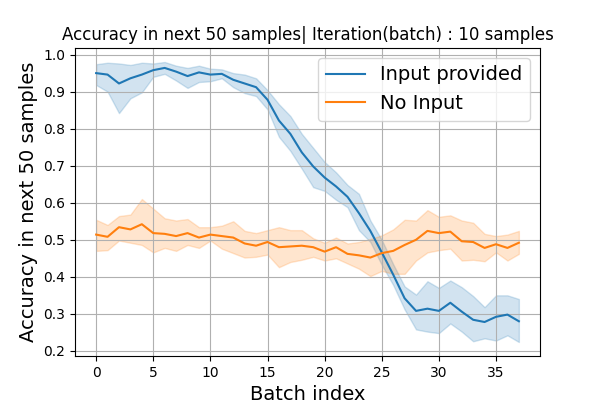 Accuracy in next 50 samples| Iteration(batch) : 10 samples
Input provided
No Input
Accuracy in next 50 samples
1.0
0.9
0.8
0.7
0.6
0.5
0.4
0.3
0.2
0 5 10 15 20 25 30 35
Batch index